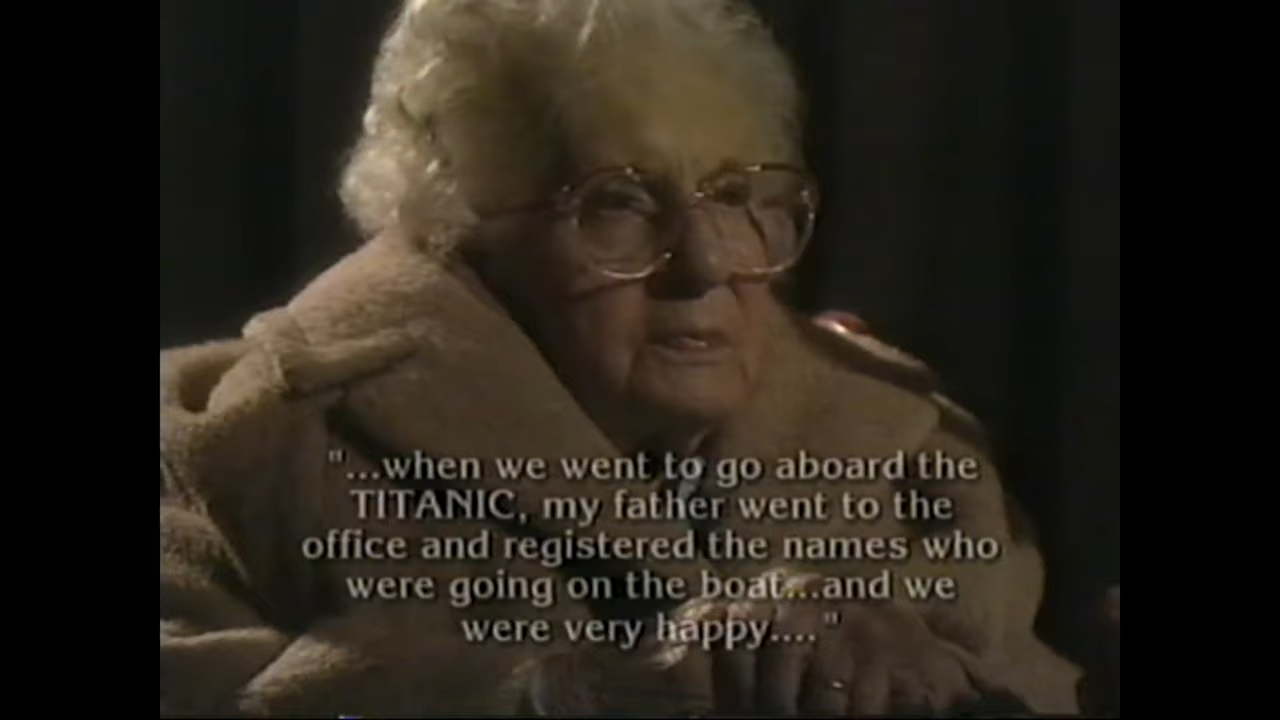 "...when we went to go aboard the
TITANIC, my father went to the
office and registered the names who
were going on the boat...and we
were very happy...."